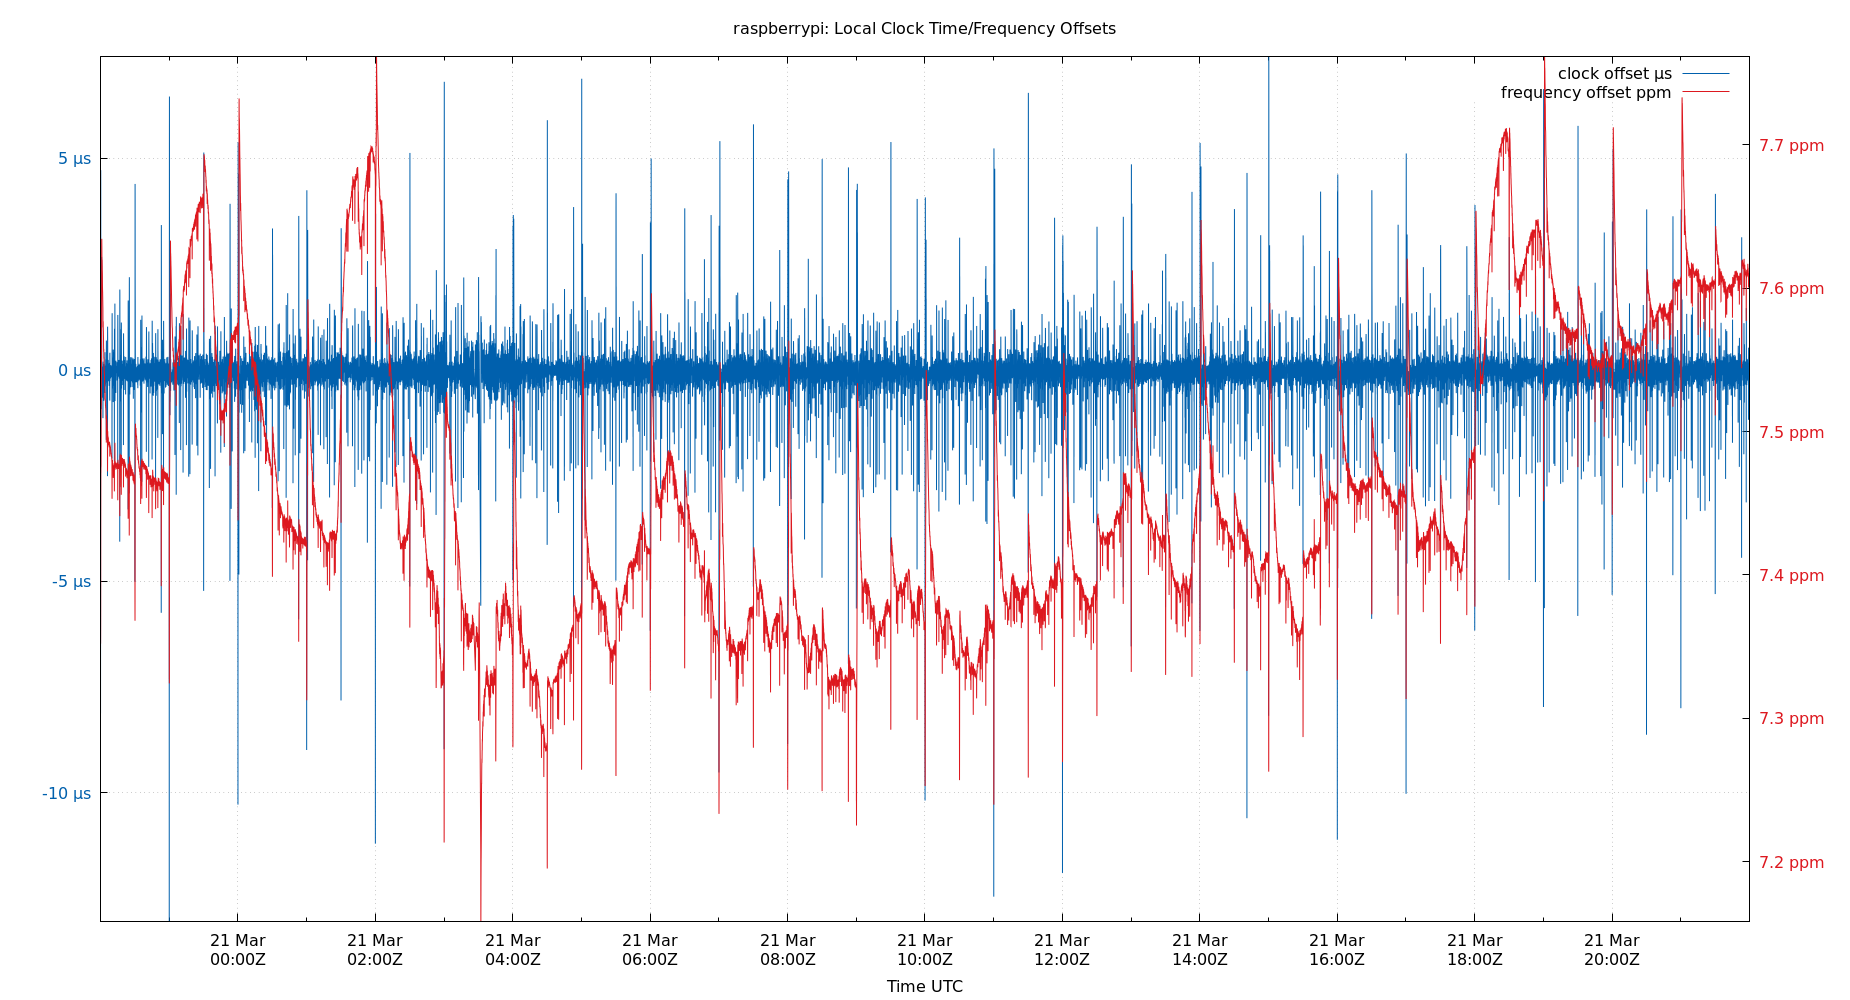 raspberrypi: Local Clock Time/Frequency Offsets
clock offset µs
frequency offset ppm
5 µs
0 µs
-5 µs
-10 µs
7.7 ppm
7.6 ppm
7.5 ppm
7.4 ppm
7.3 ppm
7.2 ppm
21 Mar
00:00Z
21 Mar
02:00Z
21 Mar
04:00Z
21 Mar
06:00Z
21 Mar
08:00Z
21 Mar
10:00Z
21 Mar
12:00Z
21 Mar
14:00Z
21 Mar
16:00Z
21 Mar
18:00Z
21 Mar
20:00Z
Time UTC